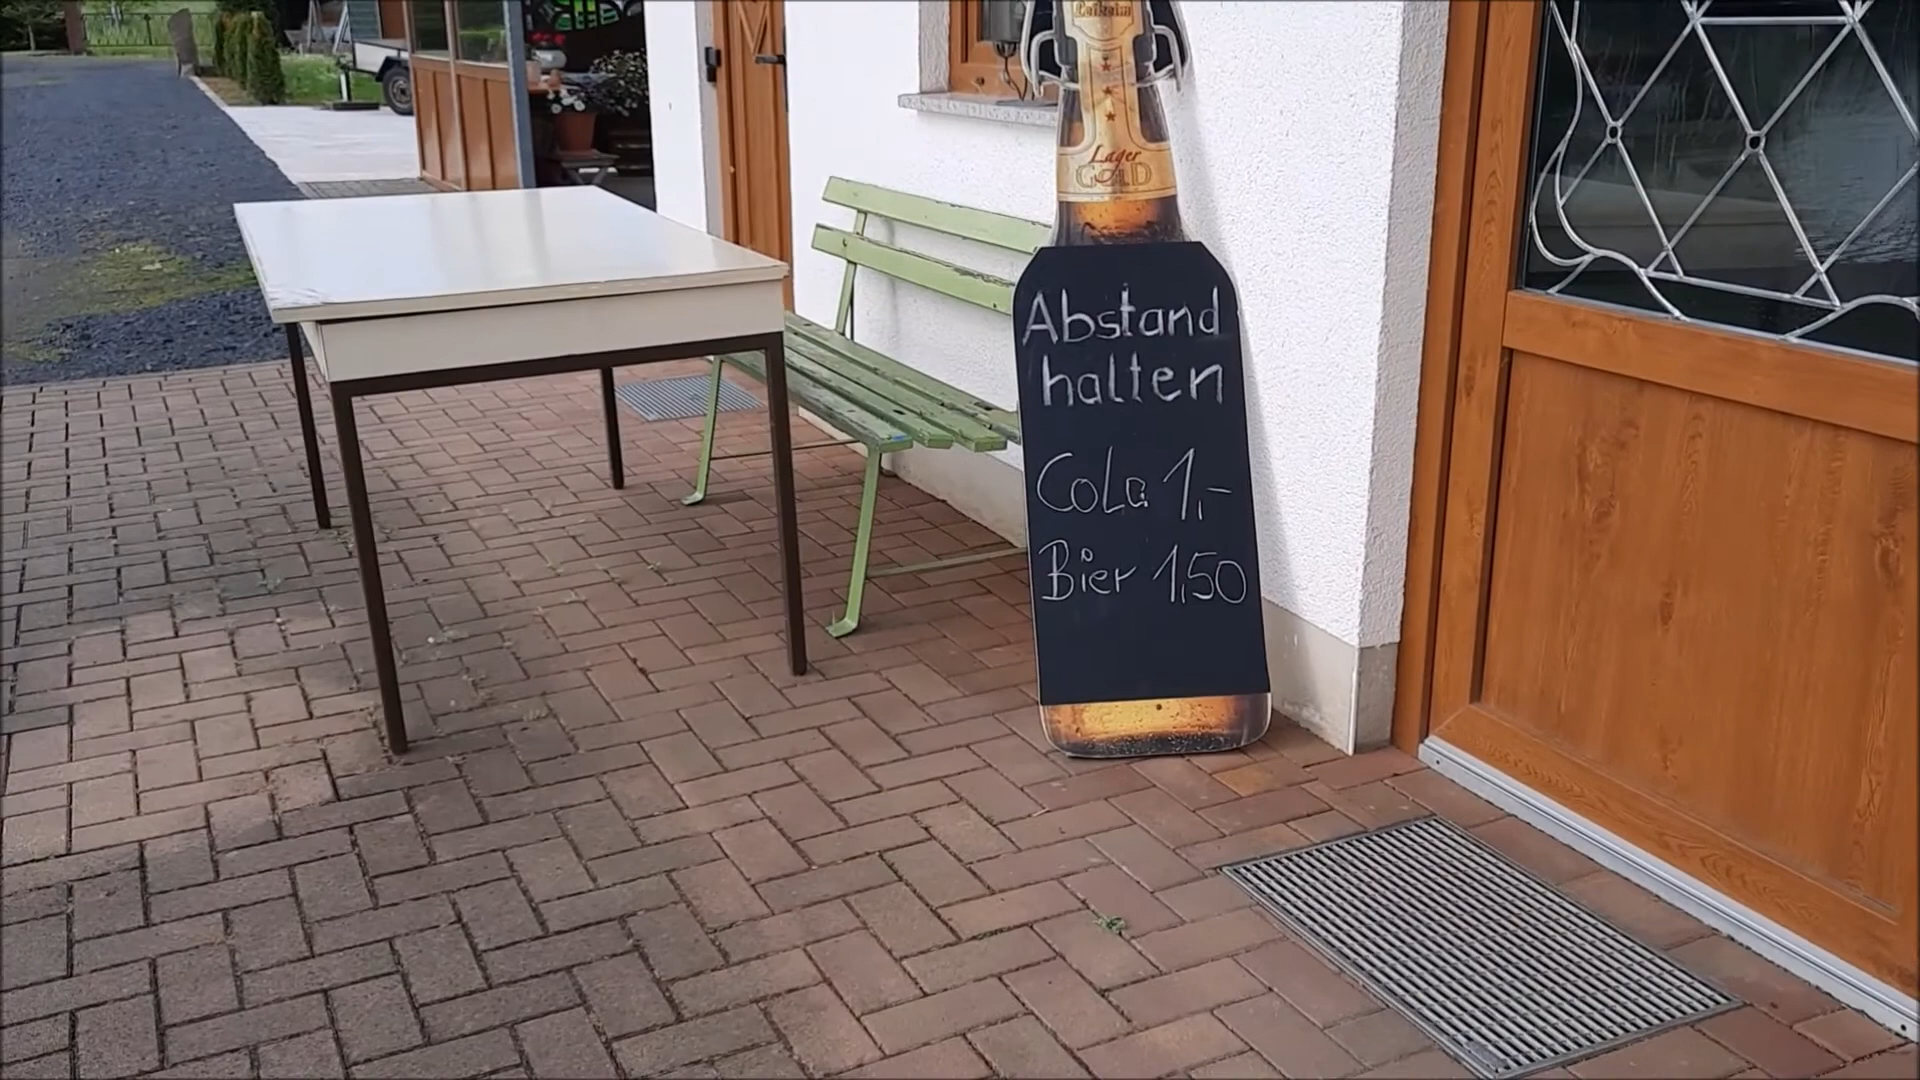 Lager
GOLD
Abstand
halten
Cola 1,-
Bier 1,50